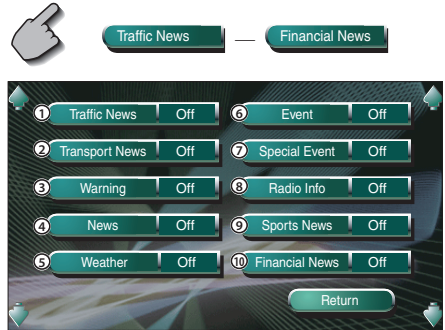 Traffic News — Financial News
① Traffic News Off ⑥ Event Off
② Transport News Off ⑦ Special Event Off
③ Warning Off ⑧ Radio Info Off
④ News Off ⑨ Sports News Off
⑤ Weather Off ⑩ Financial News Off
Return